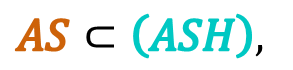 AS ⊂ (ASH),